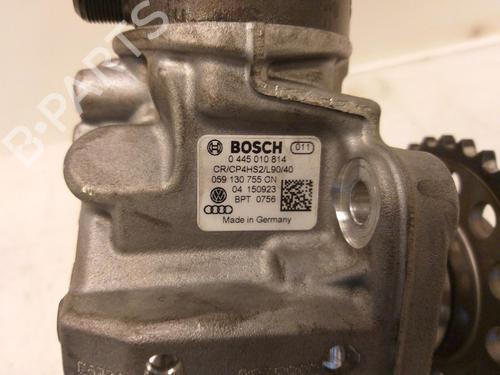 B-PARTS
BOSCH 011
0 445 010 814
CR/CP4HS2/L90/40
059 130 755 CN
04 150923
BPT 0756
Made in Germany